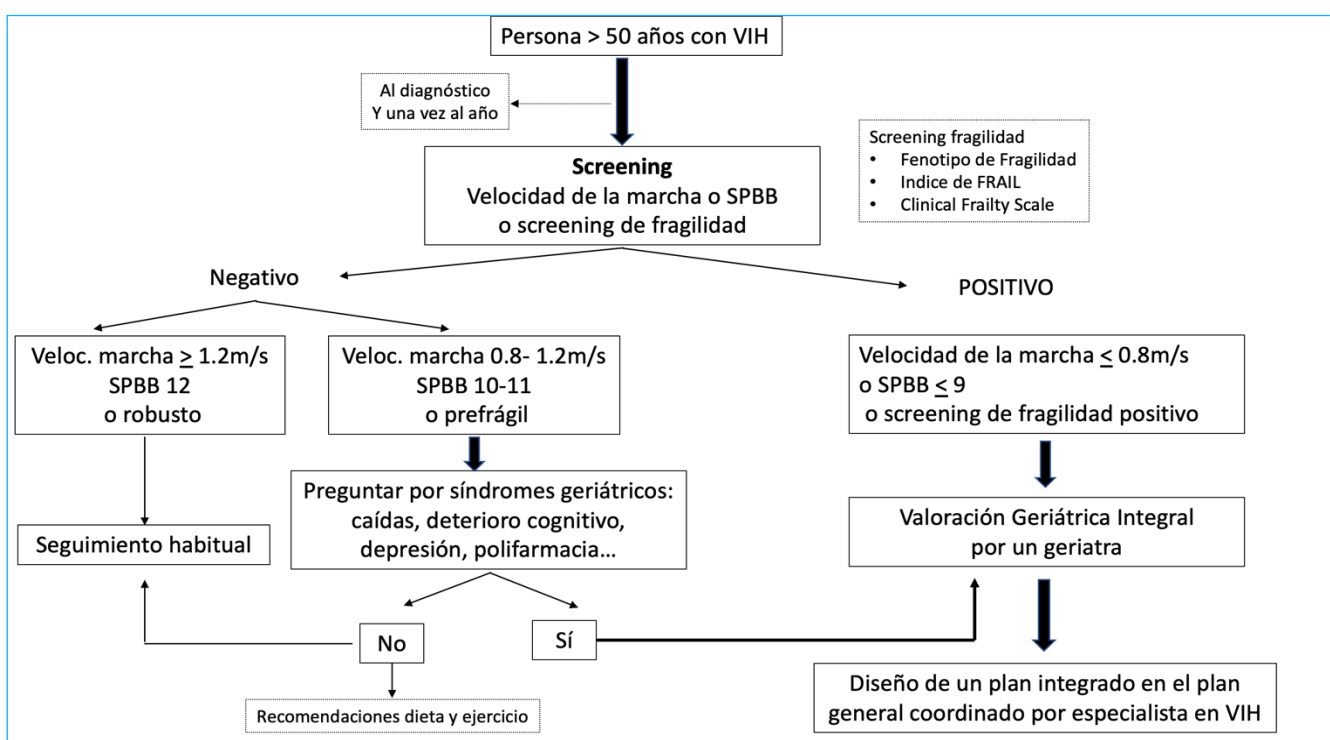 Persona > 50 años con VIH
Al diagnóstico
Y una vez al año
Screening fragilidad
• Fenotipo de Fragilidad
• Indice de FRAIL
• Clinical Frailty Scale
Screening
Velocidad de la marcha o SPBB
o screening de fragilidad
Negativo
POSITIVO
Veloc. marcha ≥ 1.2m/s
SPBB 12
o robusto
Veloc. marcha 0.8- 1.2m/s
SPBB 10-11
o prefrágil
Velocidad de la marcha ≤ 0.8m/s
o SPBB ≤ 9
o screening de fragilidad positivo
Preguntar por síndromes geriátricos:
caídas, deterioro cognitivo,
depresión, polifarmacia...
Seguimiento habitual
Valoración Geriátrica Integral
por un geriatra
No
Sí
Recomendaciones dieta y ejercicio
Diseño de un plan integrado en el plan
general coordinado por especialista en VIH